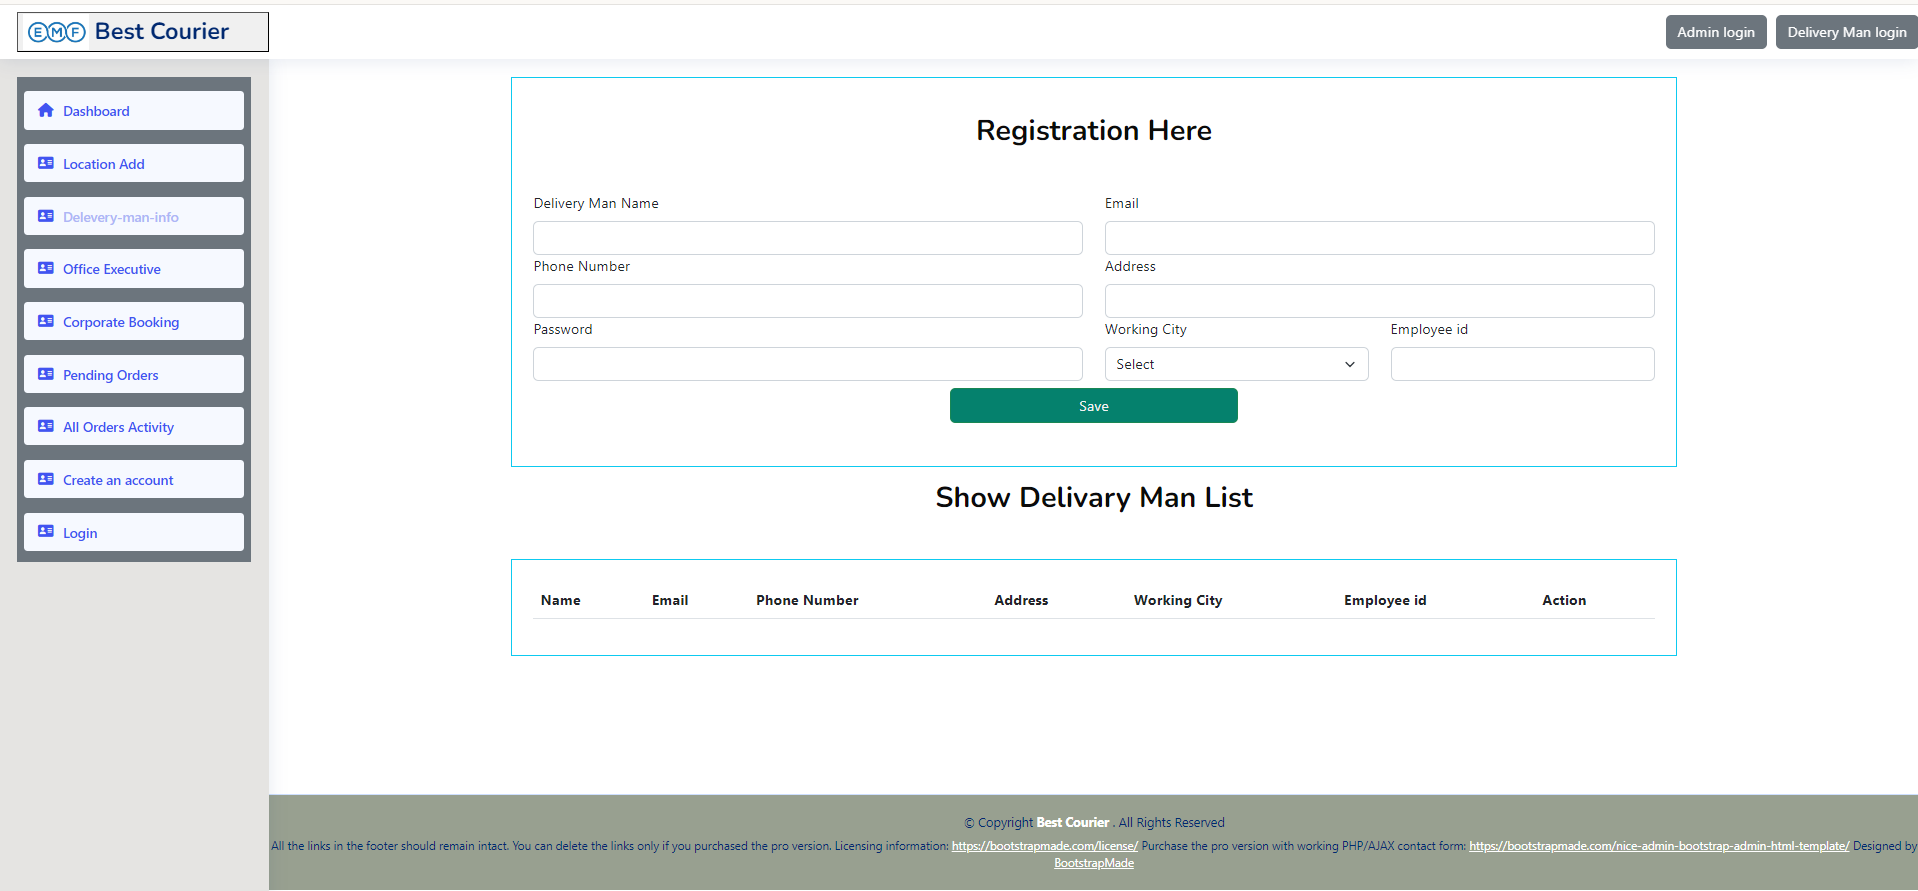 EMF Best Courier
Admin login
Delivery Man login
Dashboard
Location Add
Delevery-man-info
Office Executive
Corporate Booking
Pending Orders
All Orders Activity
Create an account
Login
Registration Here
Delivery Man Name
Email
Phone Number
Address
Password
Working City
Employee id
Select
Save
Show Delivary Man List
Name Email Phone Number Address Working City Employee id Action
© Copyright Best Courier . All Rights Reserved
All the links in the footer should remain intact. You can delete the links only if you purchased the pro version. Licensing information: https://bootstrapmade.com/license/ Purchase the pro version with working PHP/AJAX contact form: https://bootstrapmade.com/nice-admin-bootstrap-admin-html-template/ Designed by
BootstrapMade